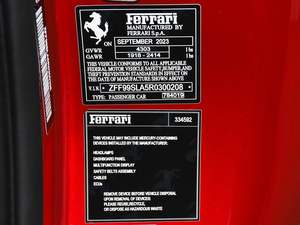 Ferrari
MANUFACTURED BY
FERRARI S.p.A.
ON SEPTEMBER 2023
GVWR 4303 lbs
GAWR 1918 - 2414 lbs
THIS VEHICLE CONFORMS TO ALL APPLICABLE
FEDERAL MOTOR VEHICLE SAFETY, BUMPER, AND
THEFT PREVENTION STANDARDS IN EFFECT ON
THE DATE OF MANUFACTURE SHOWN ABOVE
V.I.N. ZFF99SLA5R0300208
TYPE: PASSENGER CAR 784019
Ferrari 334592
THIS VEHICLE MAY INCLUDE MERCURY-CONTAINING
DEVICES INSTALLED BY THE MANUFACTURER:
HEADLAMPS
DASHBOARD PANEL
MULTIFUNCTION DISPLAY
SAFETY BELTS ASSEMBLY
CABLES
ECUs
REMOVE DEVICE BEFORE VEHICLE DISPOSAL
UPON REMOVAL OF DEVICES
PLEASE REUSE, RECYCLE,
OR DISPOSE AS HAZARDOUS WASTE